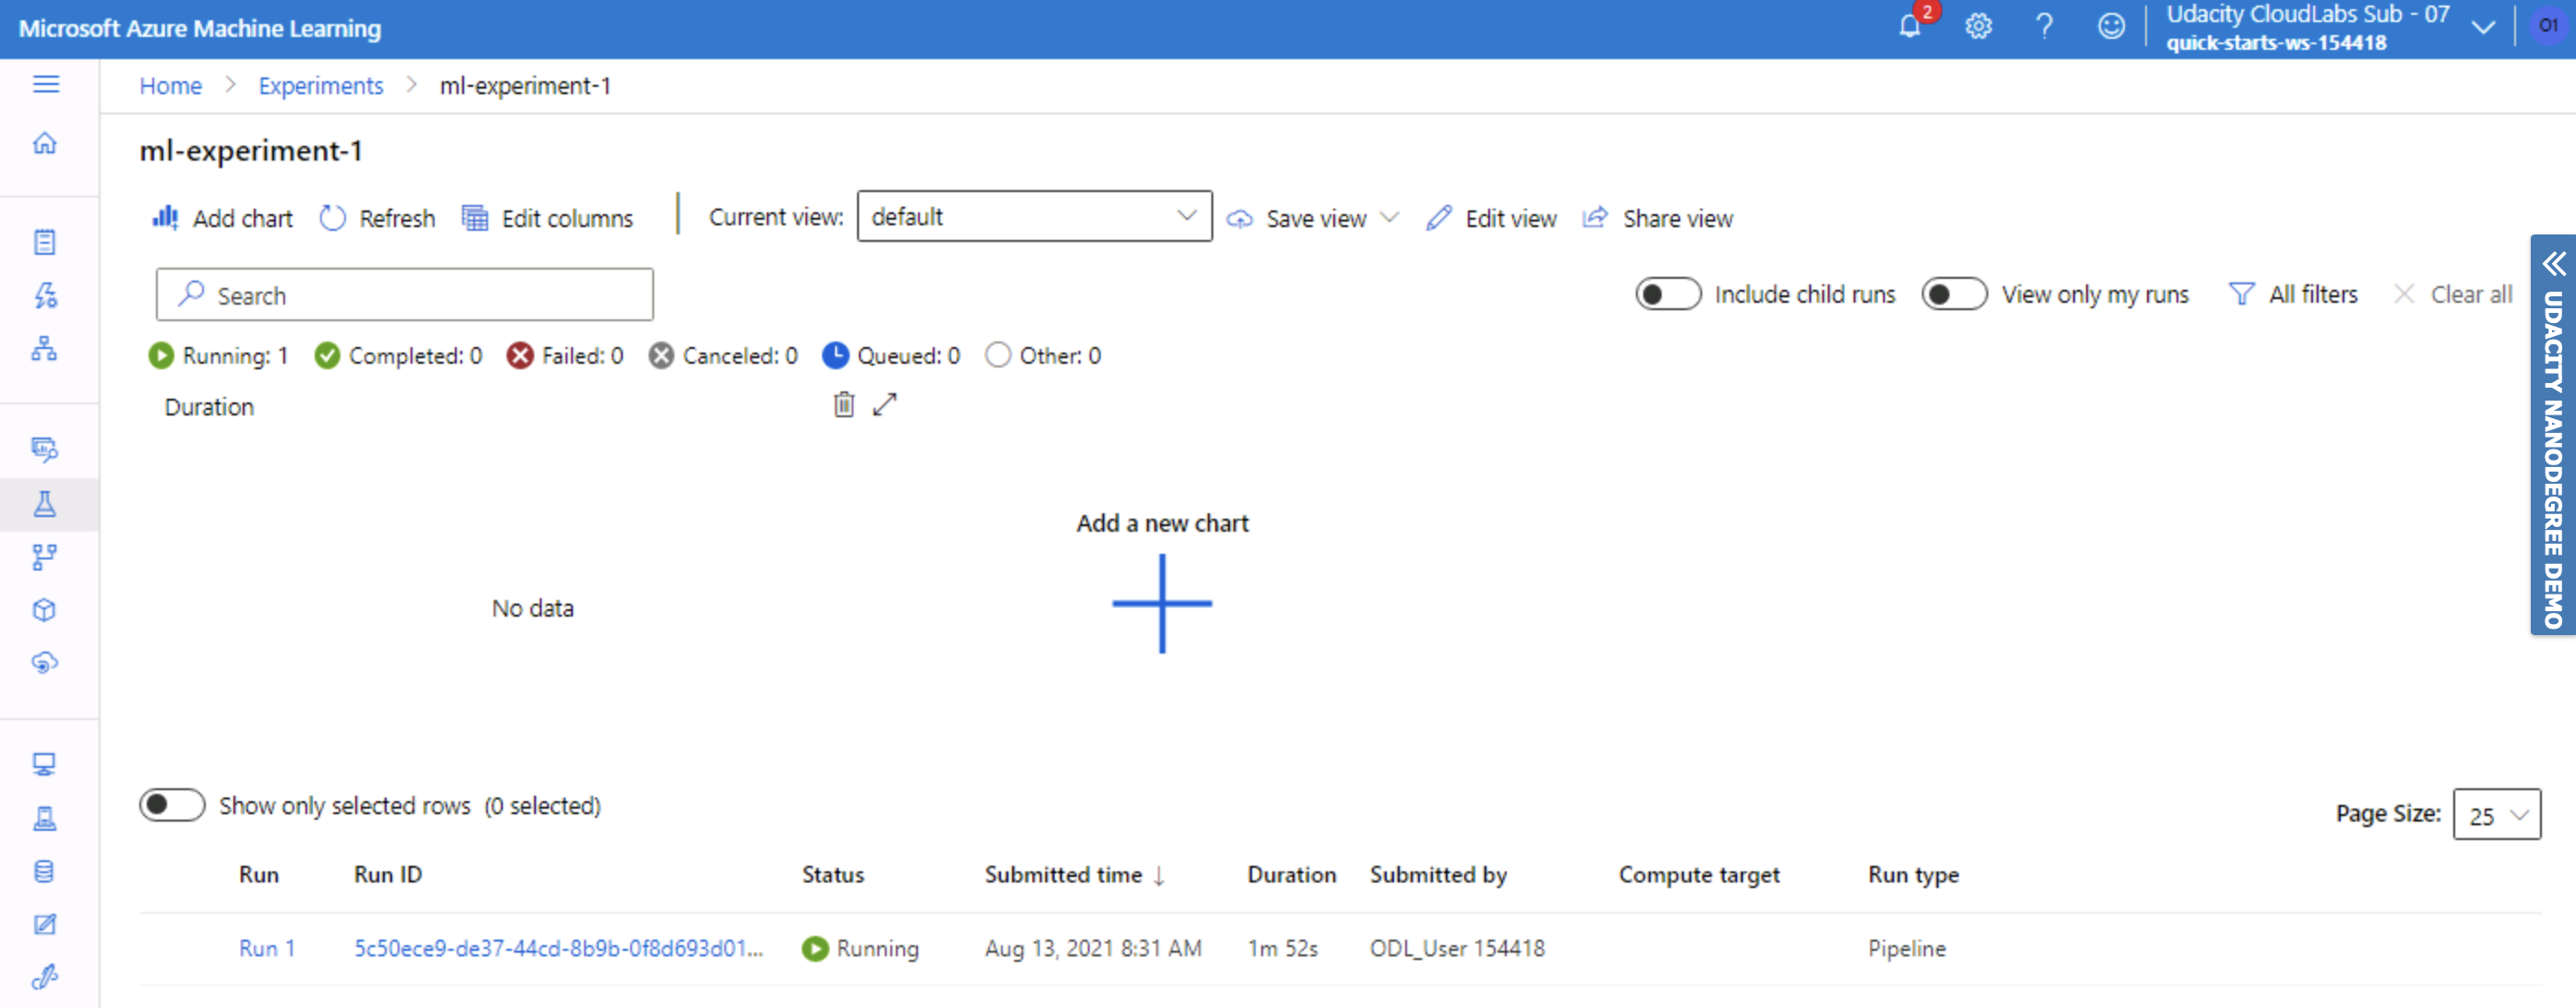 Microsoft Azure Machine Learning
2
Udacity CloudLabs Sub - 07
quick-starts-ws-154418
O1
Home > Experiments > ml-experiment-1
ml-experiment-1
Add chart Refresh Edit columns Current view: default Save view Edit view Share view
Search
Include child runs View only my runs All filters Clear all
Running: 1 Completed: 0 Failed: 0 Canceled: 0 Queued: 0 Other: 0
Duration
Add a new chart
No data
UDACITY NANODEGREE DEMO
Show only selected rows (0 selected)
Page Size: 25
Run Run ID Status Submitted time ↓ Duration Submitted by Compute target Run type
Run 1 5c50ece9-de37-44cd-8b9b-0f8d693d01... Running Aug 13, 2021 8:31 AM 1m 52s ODL_User 154418 Pipeline